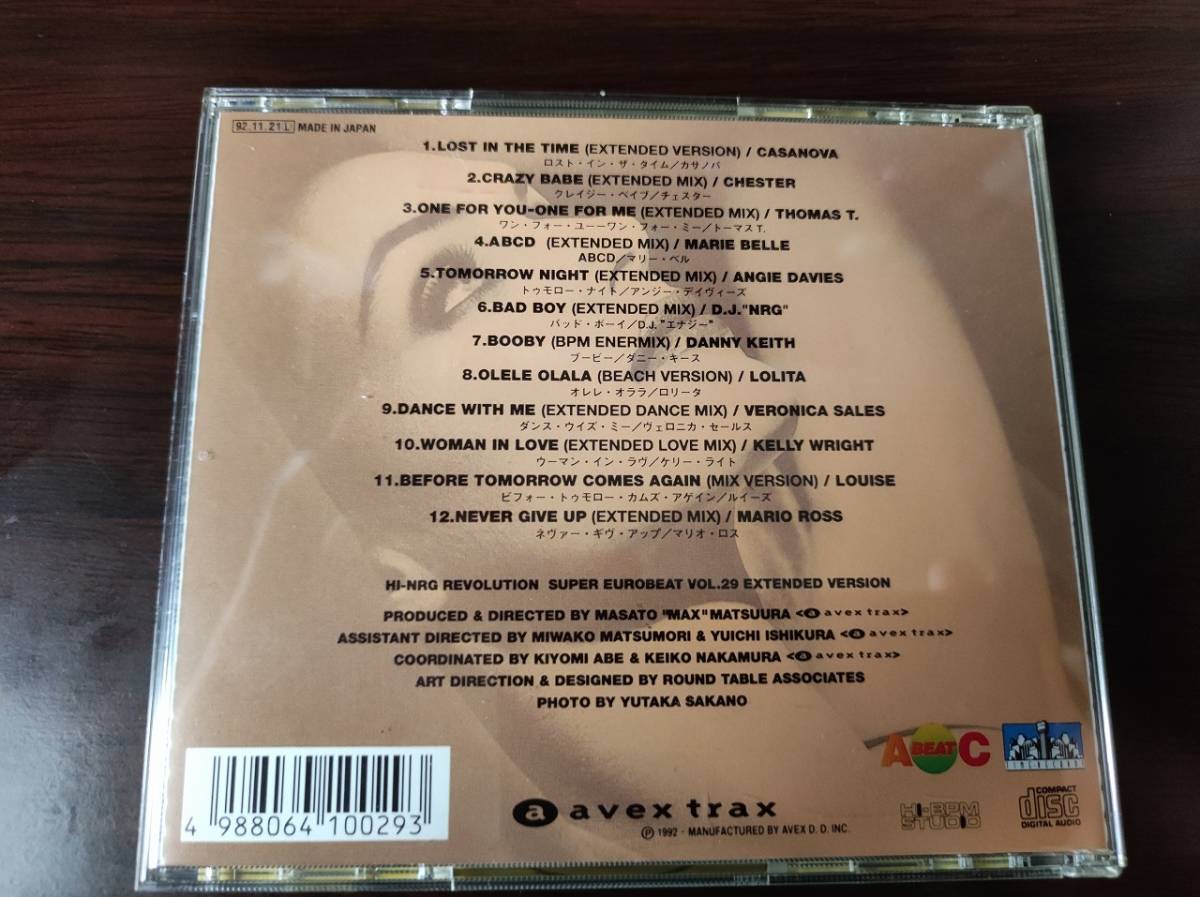 92.11.21 L MADE IN JAPAN
1.LOST IN THE TIME (EXTENDED VERSION) / CASANOVA
ロスト・イン・ザ・タイム／カサノバ
2.CRAZY BABE (EXTENDED MIX) / CHESTER
クレイジー・ベイブ／チェスター
3.ONE FOR YOU-ONE FOR ME (EXTENDED MIX) / THOMAS T.
ワン・フォー・ユーーワン・フォー・ミー／トーマスT.
4.ABCD (EXTENDED MIX) / MARIE BELLE
ABCD／マリー・ベル
5.TOMORROW NIGHT (EXTENDED MIX) / ANGIE DAVIES
トゥモロー・ナイト／アンジー・デイヴィーズ
6.BAD BOY (EXTENDED MIX) / D.J."NRG"
バッド・ボーイ／D.J."エナジー"
7.BOOBY (BPM ENERMIX) / DANNY KEITH
ブービー／ダニー・キース
8.OLELE OLALA (BEACH VERSION) / LOLITA
オレレ・オララ／ロリータ
9.DANCE WITH ME (EXTENDED DANCE MIX) / VERONICA SALES
ダンス・ウイズ・ミー／ヴェロニカ・セールス
10.WOMAN IN LOVE (EXTENDED LOVE MIX) / KELLY WRIGHT
ウーマン・イン・ラヴ／ケリー・ライト
11.BEFORE TOMORROW COMES AGAIN (MIX VERSION) / LOUISE
ビフォー・トゥモロー・カムズ・アゲイン／ルイーズ
12.NEVER GIVE UP (EXTENDED MIX) / MARIO ROSS
ネヴァー・ギヴ・アップ／マリオ・ロス
HI-NRG REVOLUTION SUPER EUROBEAT VOL.29 EXTENDED VERSION
PRODUCED & DIRECTED BY MASATO "MAX" MATSUURA <a avex trax>
ASSISTANT DIRECTED BY MIWAKO MATSUMORI & YUICHI ISHIKURA <a avex trax>
COORDINATED BY KIYOMI ABE & KEIKO NAKAMURA <a avex trax>
ART DIRECTION & DESIGNED BY ROUND TABLE ASSOCIATES
PHOTO BY YUTAKA SAKANO
A BEAT C
TIME RECORDS
4 988064 100293
a avex trax
℗ 1992・MANUFACTURED BY AVEX D. D. INC.
HI-BPM
STUDIO
COMPACT
disc
DIGITAL AUDIO